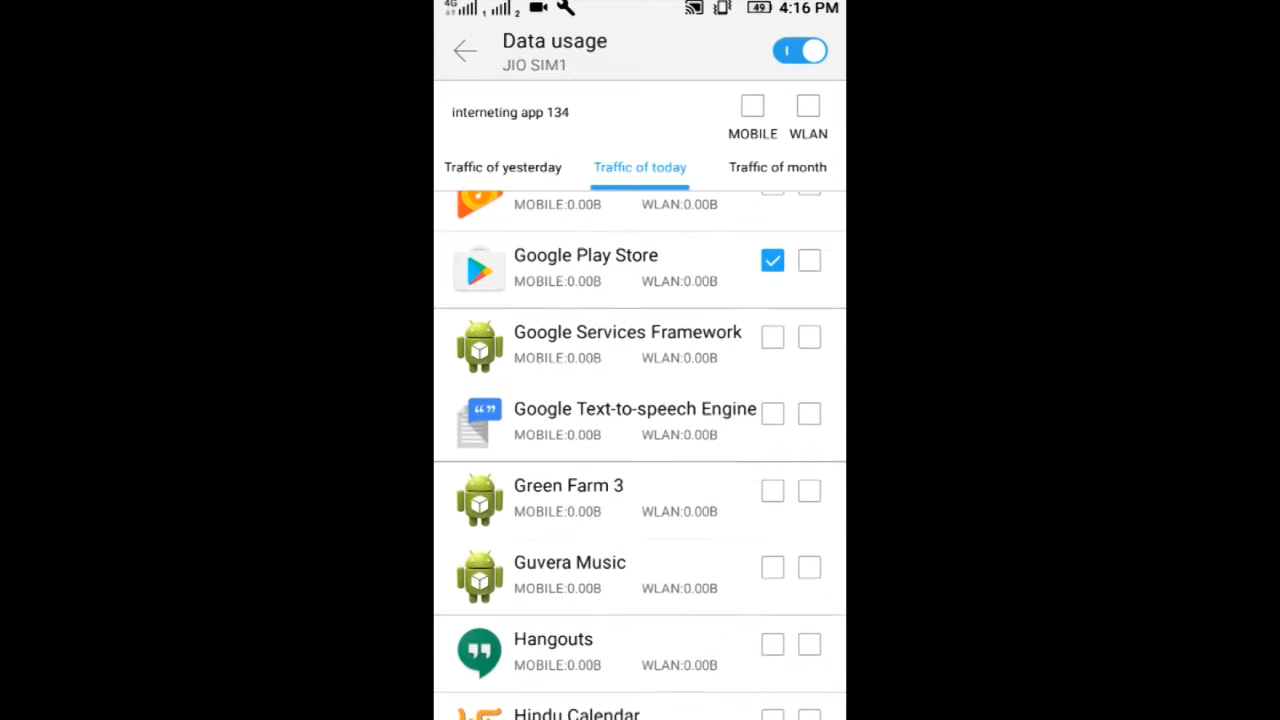 4G 1 2 49 4:16 PM
Data usage
JIO SIM1
interneting app 134
MOBILE WLAN
Traffic of yesterday Traffic of today Traffic of month
MOBILE:0.00B WLAN:0.00B
Google Play Store
MOBILE:0.00B WLAN:0.00B
Google Services Framework
MOBILE:0.00B WLAN:0.00B
Google Text-to-speech Engine
MOBILE:0.00B WLAN:0.00B
Green Farm 3
MOBILE:0.00B WLAN:0.00B
Guvera Music
MOBILE:0.00B WLAN:0.00B
Hangouts
MOBILE:0.00B WLAN:0.00B
Hindu Calendar